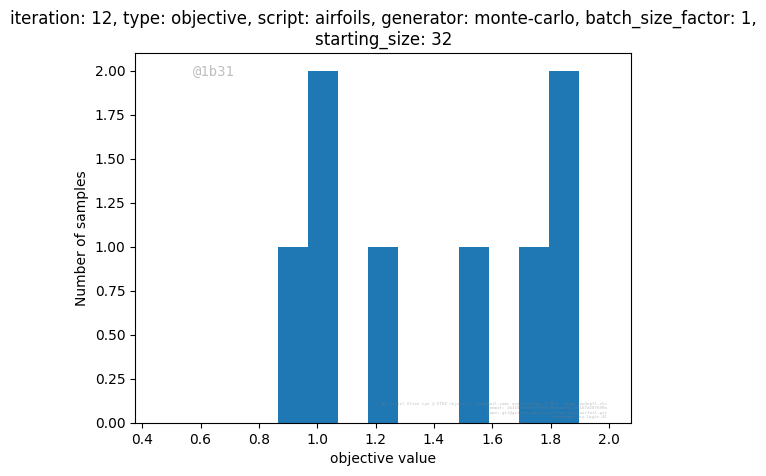 iteration: 12, type: objective, script: airfoils, generator: monte-carlo, batch_size_factor: 1,
starting_size: 32
@1b31
2.00
1.75
1.50
1.25
1.00
0.75
0.50
0.25
0.00
Number of samples
0.4 0.6 0.8 1.0 1.2 1.4 1.6 1.8 2.0
objective value